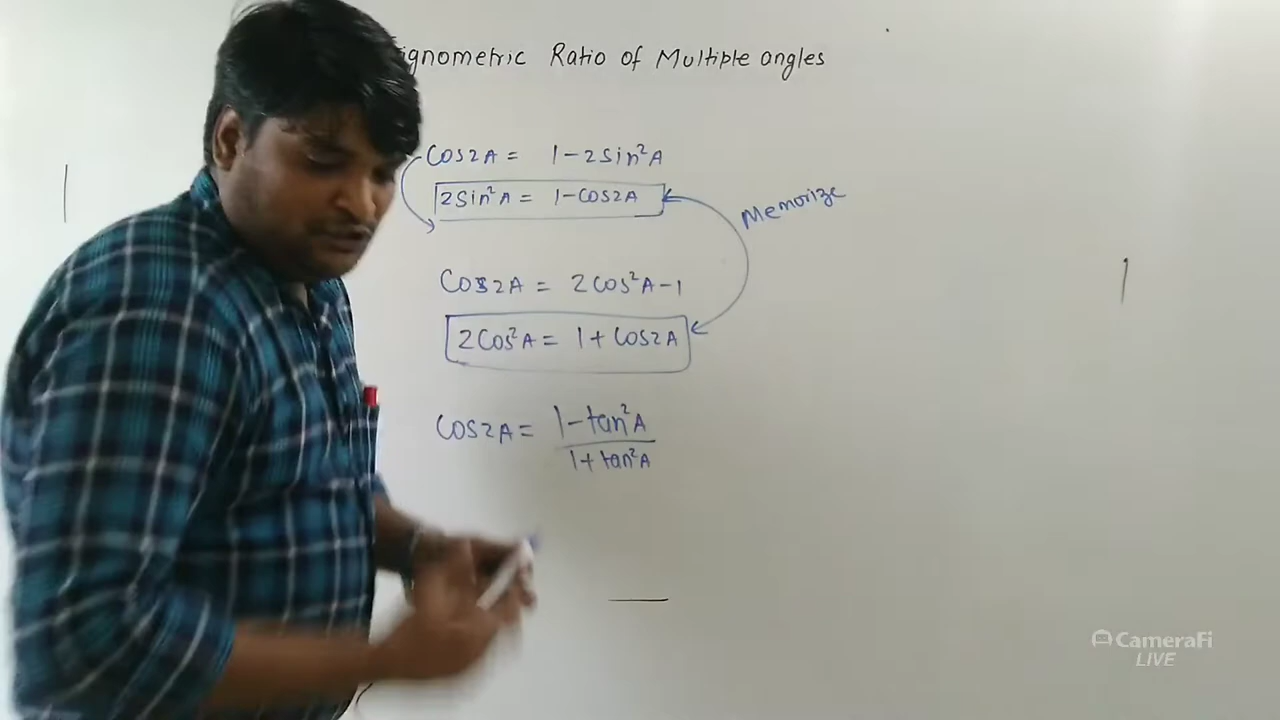 ignometric Ratio of Multiple angles
Cos2A = 1-2Sin²A
2Sin²A = 1-Cos2A
Memorize
Cos2A = 2Cos²A-1
2Cos²A = 1+Cos2A
Cos2A = 1-tan²A
1+tan²A
CameraFi
LIVE